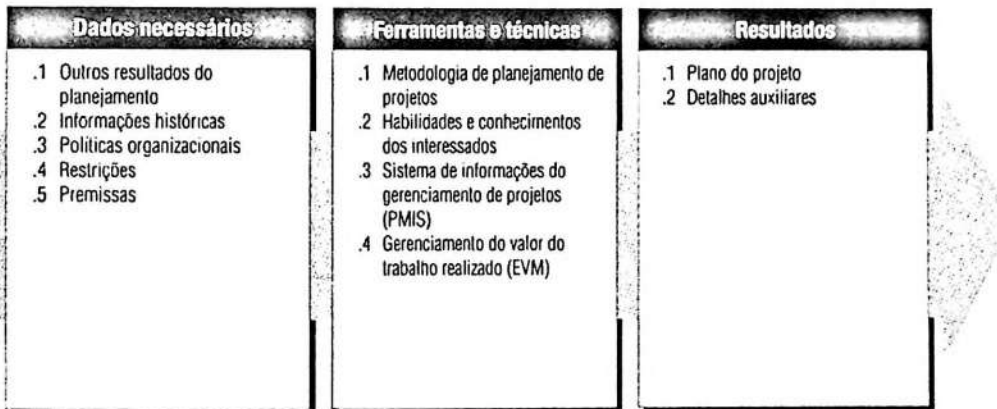 Dados necessários
.1 Outros resultados do
planejamento
.2 Informações históricas
.3 Políticas organizacionais
.4 Restrições
.5 Premissas
Ferramentas e técnicas
.1 Metodologia de planejamento de
projetos
.2 Habilidades e conhecimentos
dos interessados
.3 Sistema de informações do
gerenciamento de projetos
(PMIS)
.4 Gerenciamento do valor do
trabalho realizado (EVM)
Resultados
.1 Plano do projeto
.2 Detalhes auxiliares